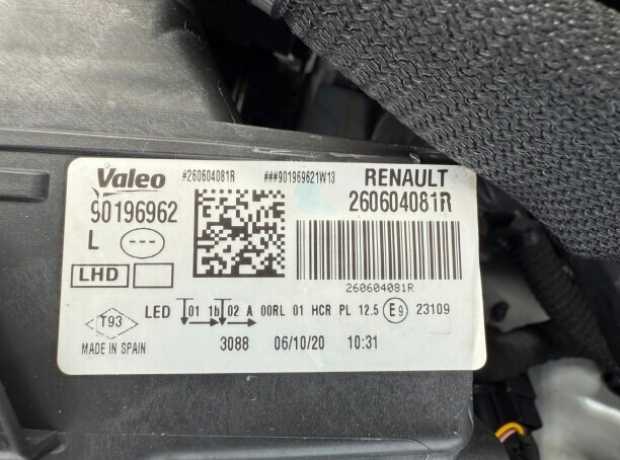 Valeo #260604081R ###901969621W13 RENAULT
90196962 260604081R
L ---
LHD 260604081R
T93 LED 01 1b 02 A 00RL 01 HCR PL 12.5 E9 23109
MADE IN SPAIN 3088 06/10/20 10:31